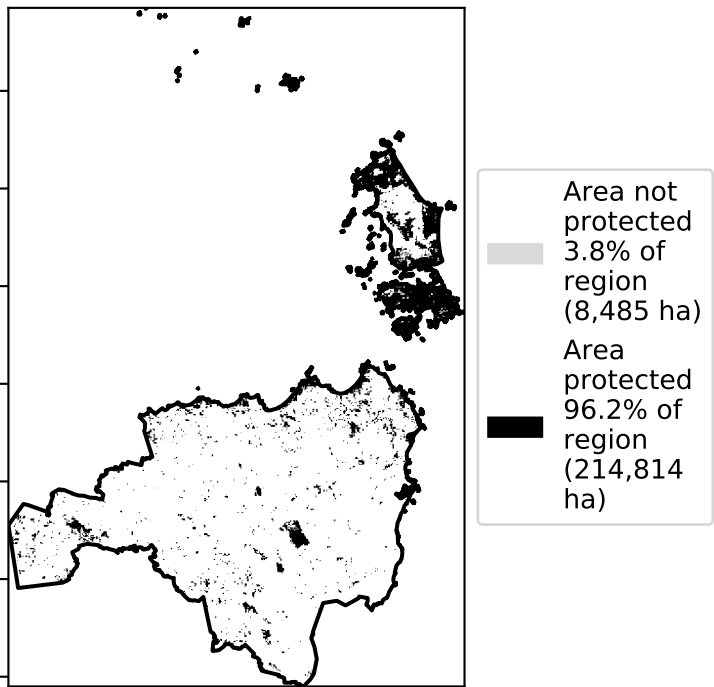 Area not
protected
3.8% of
region
(8,485 ha)
Area
protected
96.2% of
region
(214,814
ha)